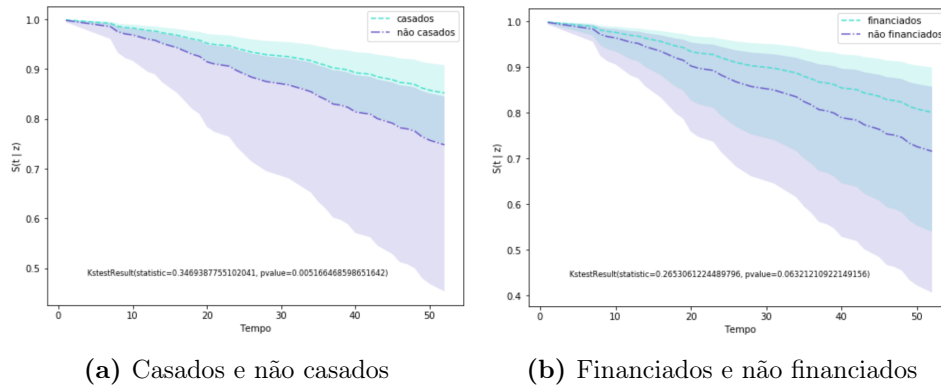 casados
não casados
1.0
0.9
0.8
0.7
0.6
0.5
S(t | z)
KstestResult(statistic=0.3469387755102041, pvalue=0.005166468598651642)
0
10
20
30
40
50
Tempo
(a) Casados e não casados
financiados
não financiados
1.0
0.9
0.8
0.7
0.6
0.5
0.4
S(t | z)
KstestResult(statistic=0.2653061224489796, pvalue=0.06321210922149156)
0
10
20
30
40
50
Tempo
(b) Financiados e não financiados